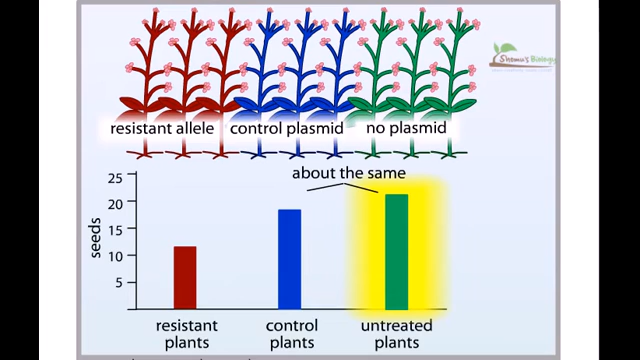 Shomu's Biology
resistant allele
control plasmid
no plasmid
about the same
25
20
15
10
5
seeds
resistant
plants
control
plants
untreated
plants